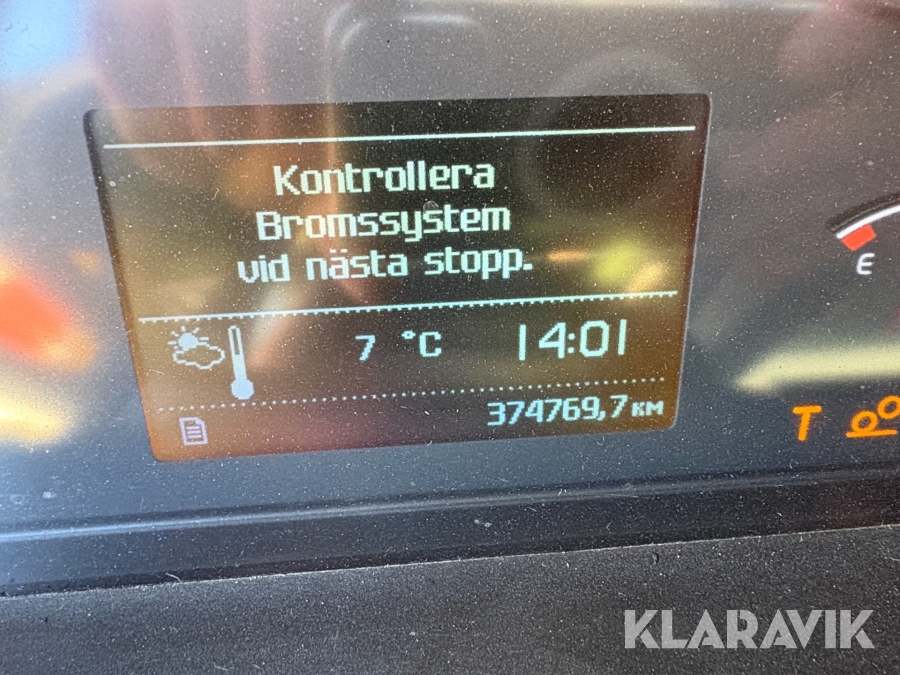 Kontrollera
Bromssystem
vid nästa stopp.
7 °C 14:01
374769,7 км
E
T
KLARAVIK